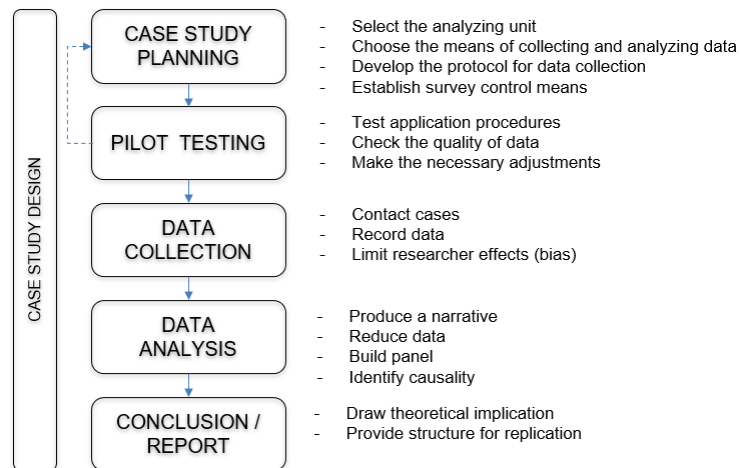 CASE STUDY DESIGN
CASE STUDY
PLANNING
- Select the analyzing unit
- Choose the means of collecting and analyzing data
- Develop the protocol for data collection
- Establish survey control means
PILOT TESTING
- Test application procedures
- Check the quality of data
- Make the necessary adjustments
DATA
COLLECTION
- Contact cases
- Record data
- Limit researcher effects (bias)
DATA
ANALYSIS
- Produce a narrative
- Reduce data
- Build panel
- Identify causality
CONCLUSION /
REPORT
- Draw theoretical implication
- Provide structure for replication